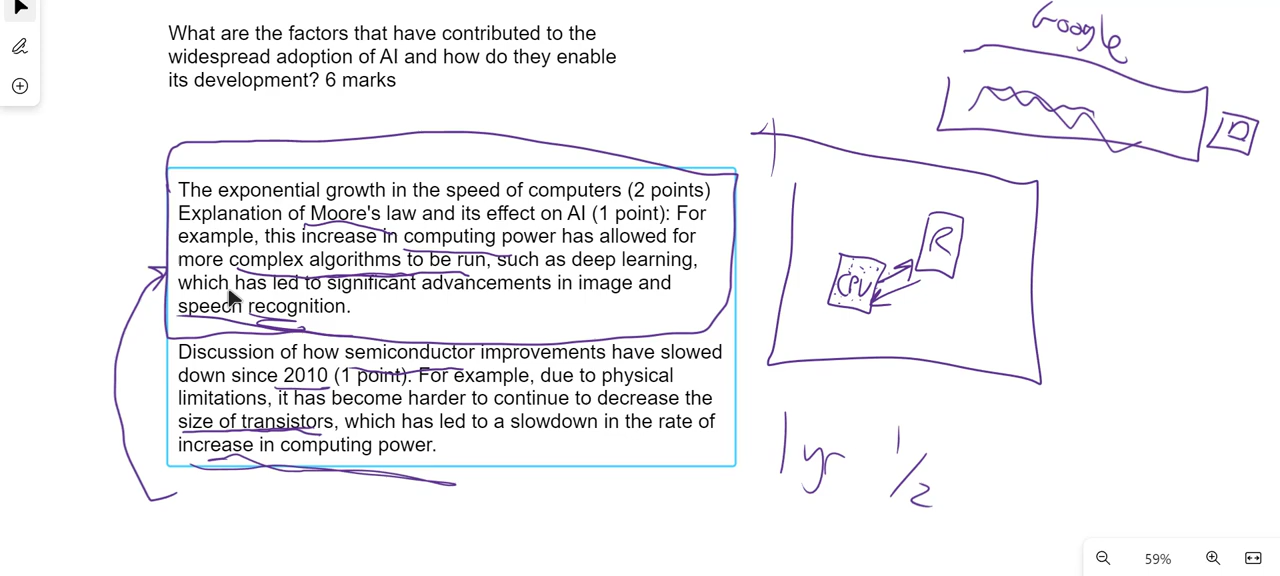 What are the factors that have contributed to the
widespread adoption of AI and how do they enable
its development? 6 marks
Google
The exponential growth in the speed of computers (2 points)
Explanation of Moore's law and its effect on AI (1 point): For
example, this increase in computing power has allowed for
more complex algorithms to be run, such as deep learning,
which has led to significant advancements in image and
speech recognition.
R
CPU
Discussion of how semiconductor improvements have slowed
down since 2010 (1 point). For example, due to physical
limitations, it has become harder to continue to decrease the
size of transistors, which has led to a slowdown in the rate of
increase in computing power.
1 yr 1/2
59%